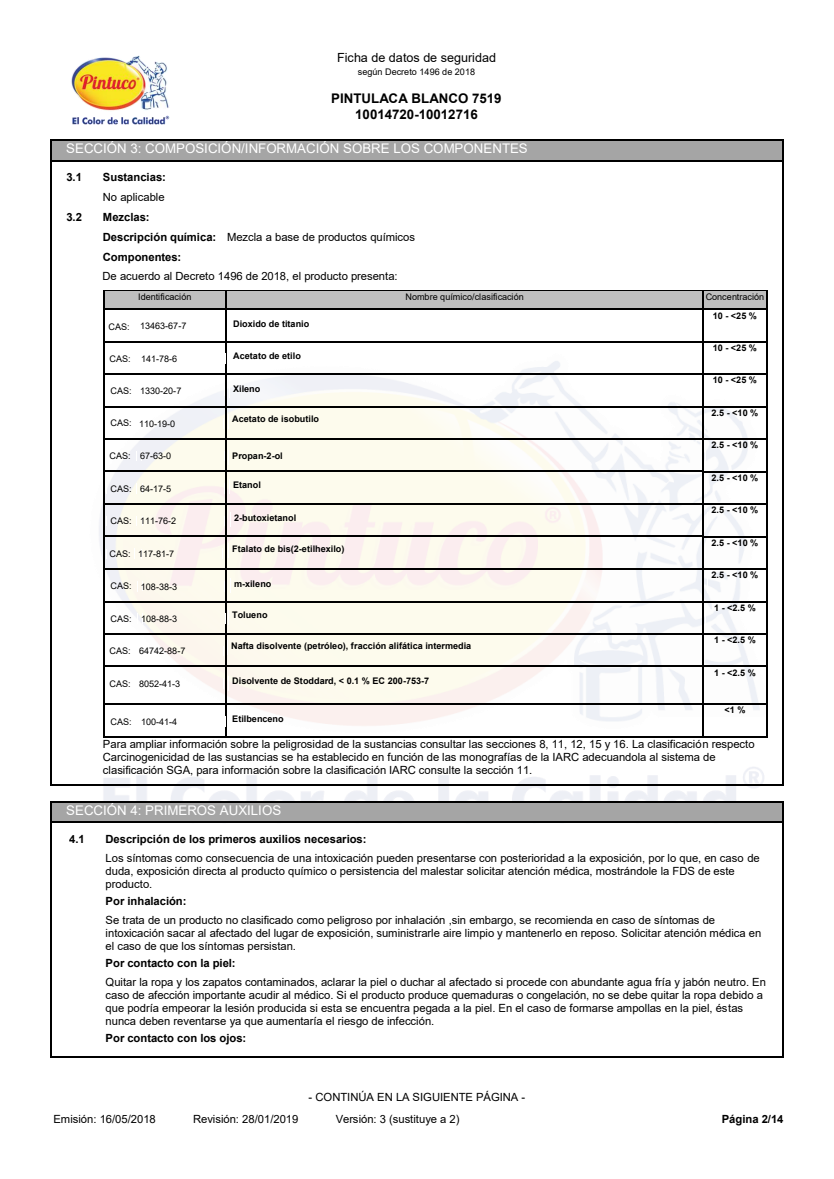 Pintuco®
El Color de la Calidad®
Ficha de datos de seguridad
según Decreto 1496 de 2018
PINTULACA BLANCO 7519
10014720-10012716
SECCIÓN 3: COMPOSICIÓN/INFORMACIÓN SOBRE LOS COMPONENTES
3.1 Sustancias:
No aplicable
3.2 Mezclas:
Descripción química: Mezcla a base de productos químicos
Componentes:
De acuerdo al Decreto 1496 de 2018, el producto presenta:
Identificación Nombre químico/clasificación Concentración
CAS: 13463-67-7 Dioxido de titanio 10 - <25 %
CAS: 141-78-6 Acetato de etilo 10 - <25 %
CAS: 1330-20-7 Xileno 10 - <25 %
CAS: 110-19-0 Acetato de isobutilo 2.5 - <10 %
CAS: 67-63-0 Propan-2-ol 2.5 - <10 %
CAS: 64-17-5 Etanol 2.5 - <10 %
CAS: 111-76-2 2-butoxietanol 2.5 - <10 %
CAS: 117-81-7 Ftalato de bis(2-etilhexilo) 2.5 - <10 %
CAS: 108-38-3 m-xileno 2.5 - <10 %
CAS: 108-88-3 Tolueno 1 - <2.5 %
CAS: 64742-88-7 Nafta disolvente (petróleo), fracción alifática intermedia 1 - <2.5 %
CAS: 8052-41-3 Disolvente de Stoddard, < 0.1 % EC 200-753-7 1 - <2.5 %
CAS: 100-41-4 Etilbenceno <1 %
Para ampliar información sobre la peligrosidad de la sustancias consultar las secciones 8, 11, 12, 15 y 16. La clasificación respecto
Carcinogenicidad de las sustancias se ha establecido en función de las monografías de la IARC adecuandola al sistema de
clasificación SGA, para información sobre la clasificación IARC consulte la sección 11.
Pintuco®
El Color de la Calidad®
SECCIÓN 4: PRIMEROS AUXILIOS
4.1 Descripción de los primeros auxilios necesarios:
Los síntomas como consecuencia de una intoxicación pueden presentarse con posterioridad a la exposición, por lo que, en caso de
duda, exposición directa al producto químico o persistencia del malestar solicitar atención médica, mostrándole la FDS de este
producto.
Por inhalación:
Se trata de un producto no clasificado como peligroso por inhalación ,sin embargo, se recomienda en caso de síntomas de
intoxicación sacar al afectado del lugar de exposición, suministrarle aire limpio y mantenerlo en reposo. Solicitar atención médica en
el caso de que los síntomas persistan.
Por contacto con la piel:
Quitar la ropa y los zapatos contaminados, aclarar la piel o duchar al afectado si procede con abundante agua fría y jabón neutro. En
caso de afección importante acudir al médico. Si el producto produce quemaduras o congelación, no se debe quitar la ropa debido a
que podría empeorar la lesión producida si esta se encuentra pegada a la piel. En el caso de formarse ampollas en la piel, éstas
nunca deben reventarse ya que aumentaría el riesgo de infección.
Por contacto con los ojos:
- CONTINÚA EN LA SIGUIENTE PÁGINA -
Emisión: 16/05/2018 Revisión: 28/01/2019 Versión: 3 (sustituye a 2) Página 2/14